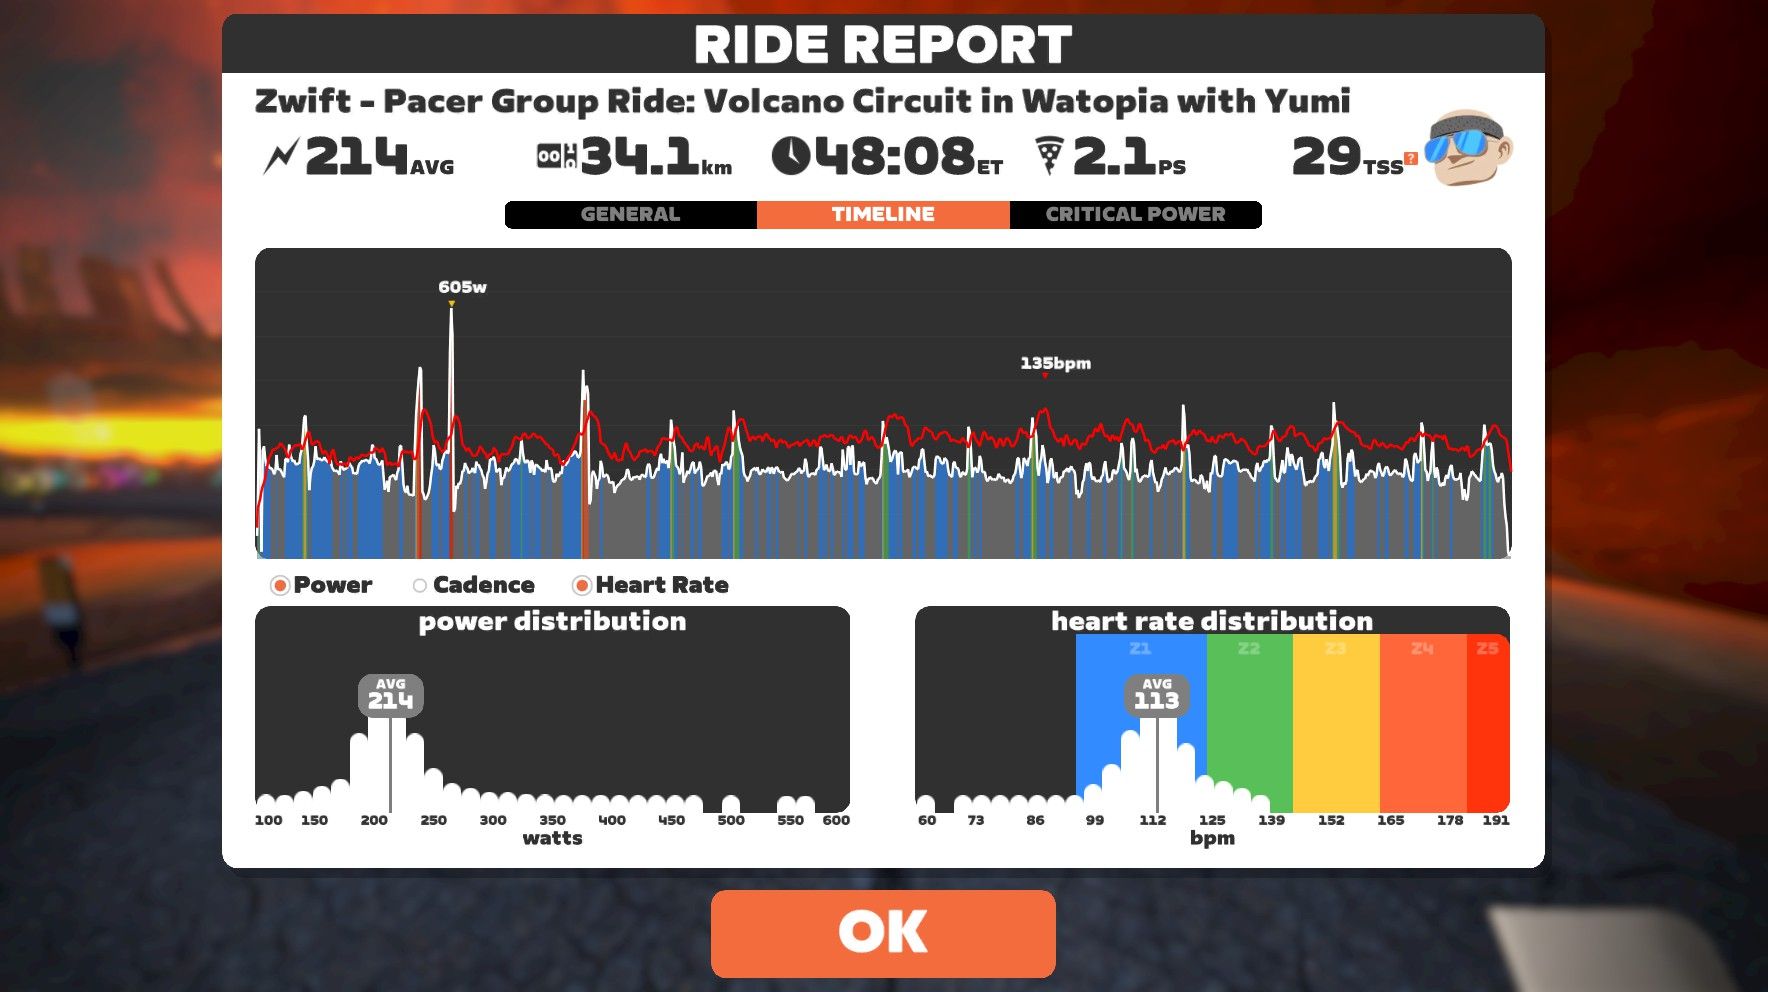 RIDE REPORT
Zwift - Pacer Group Ride: Volcano Circuit in Watopia with Yumi
214AVG 34.1km 48:08ET 2.1PS 29TSS ?
GENERAL TIMELINE CRITICAL POWER
605w
135bpm
Power Cadence Heart Rate
power distribution
AVG
214
100 150 200 250 300 350 400 450 500 550 600
watts
heart rate distribution
Z1 Z2 Z3 Z4 Z5
AVG
113
60 73 86 99 112 125 139 152 165 178 191
bpm
OK